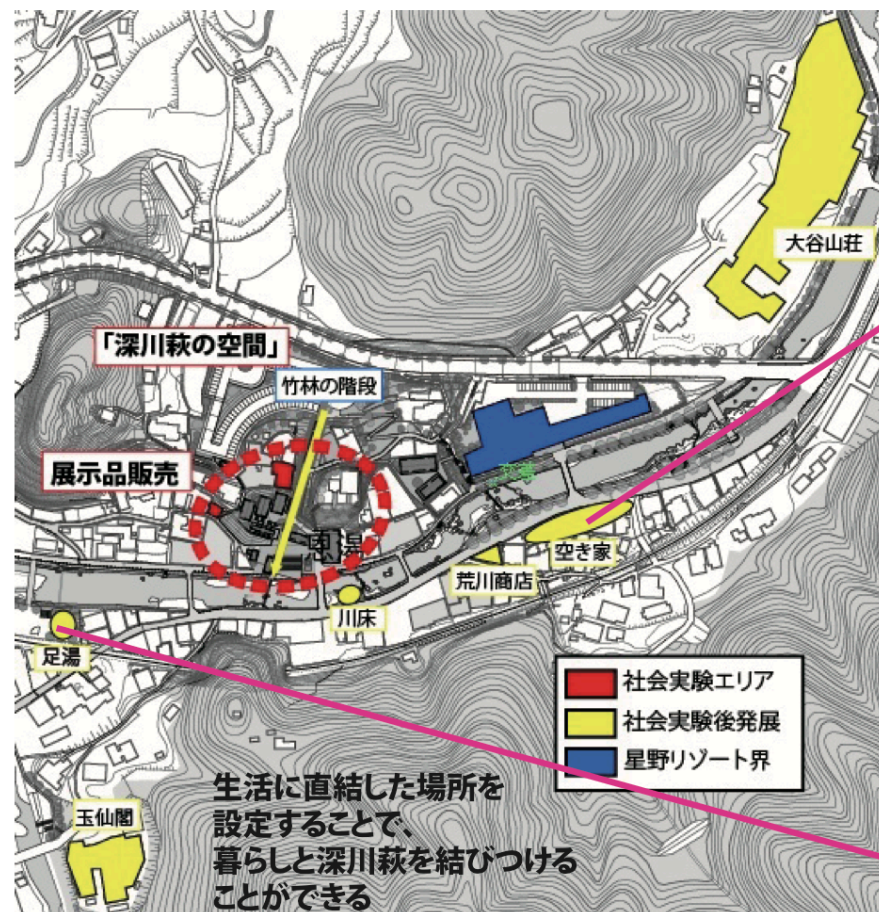 大谷山荘
「深川萩の空間」
竹林の階段
展示品販売
恩湯
空き家
荒川商店
川床
足湯
社会実験エリア
社会実験後発展
星野リゾート界
生活に直結した場所を
設定することで、
暮らしと深川萩を結びつける
ことができる
玉仙閣